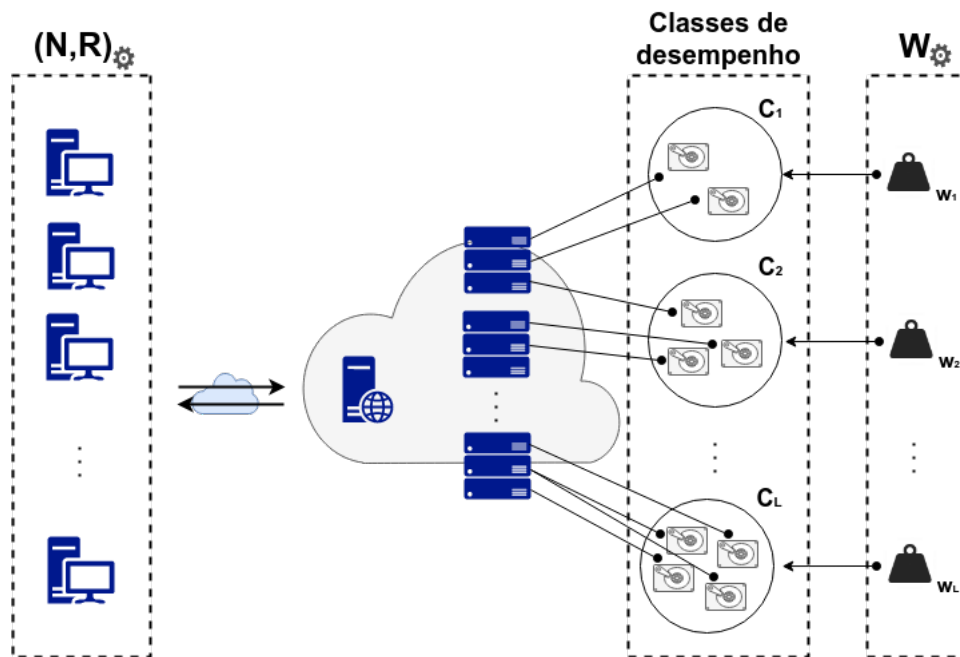 (N,R)
Classes de
desempenho
W
C1
W1
C2
W2
CL
WL